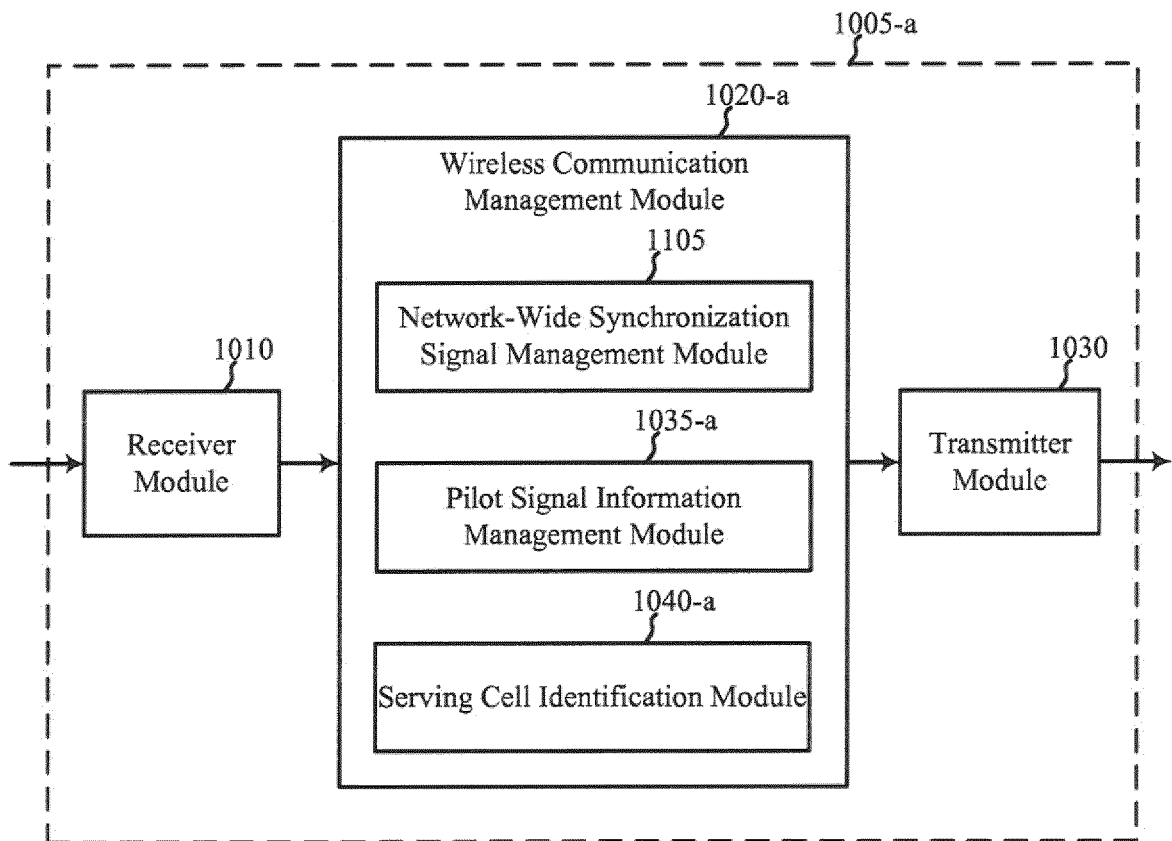 1005-a
1020-a
Wireless Communication
Management Module
1105
Network-Wide Synchronization
Signal Management Module
1010
Receiver
Module
1035-a
Pilot Signal Information
Management Module
1030
Transmitter
Module
1040-a
Serving Cell Identification Module